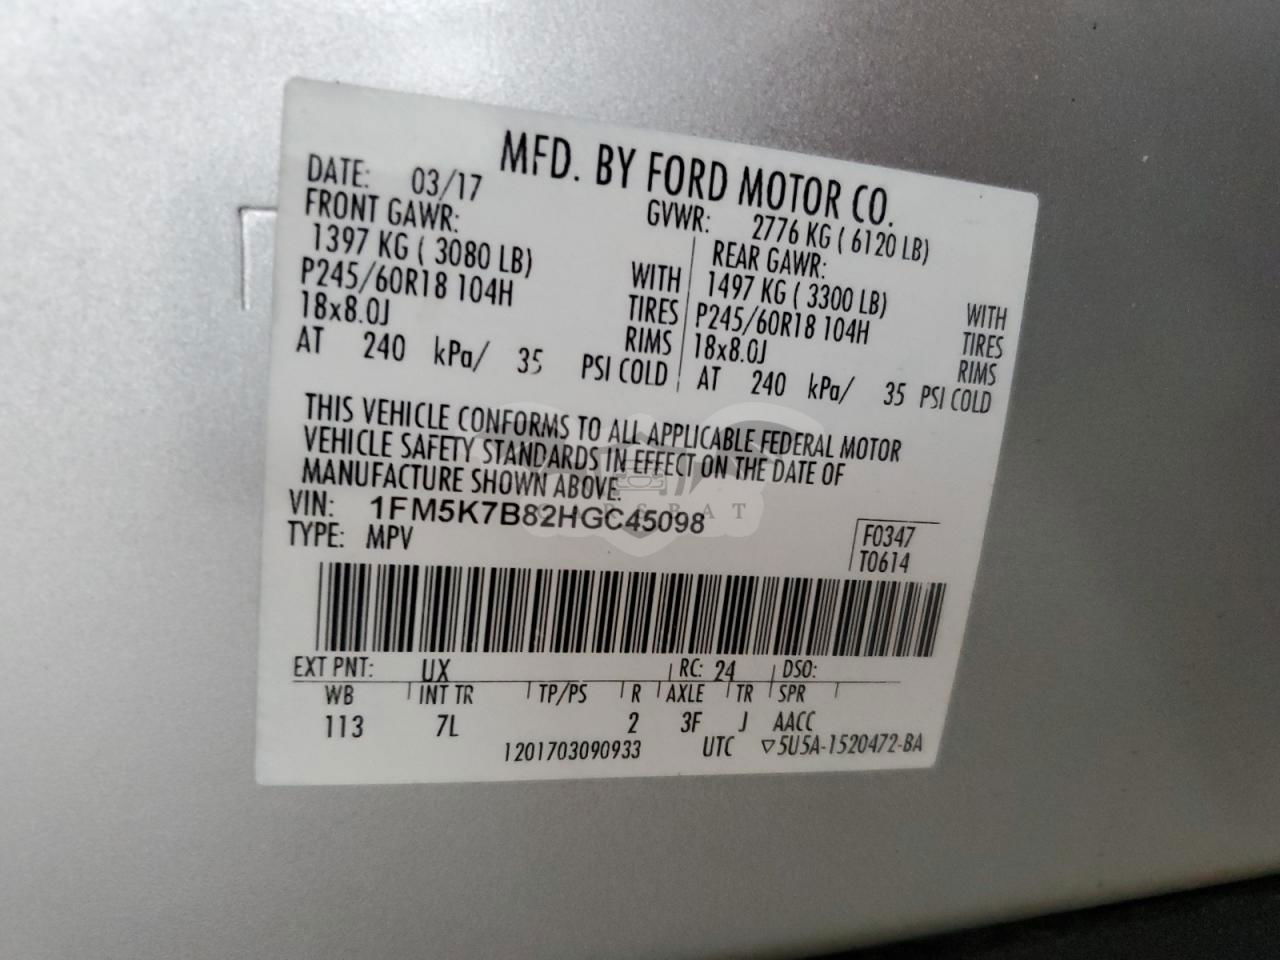 MFD. BY FORD MOTOR CO.
DATE: 03/17 GVWR: 2776 KG ( 6120 LB)
FRONT GAWR: REAR GAWR:
1397 KG ( 3080 LB) WITH 1497 KG ( 3300 LB) WITH
P245/60R18 104H TIRES P245/60R18 104H TIRES
18x8.0J RIMS 18x8.0J RIMS
AT 240 kPa/ 35 PSI COLD AT 240 kPa/ 35 PSI COLD
THIS VEHICLE CONFORMS TO ALL APPLICABLE FEDERAL MOTOR
VEHICLE SAFETY STANDARDS IN EFFECT ON THE DATE OF
MANUFACTURE SHOWN ABOVE.
VIN: 1FM5K7B82HGC45098
CARSBAT
TYPE: MPV
F0347
T0614
EXT PNT: UX RC: 24 DSO:
WB INT TR TP/PS R AXLE TR SPR
113 7L 2 3F J AACC
1201703090933 UTC ▽5U5A-1520472-BA